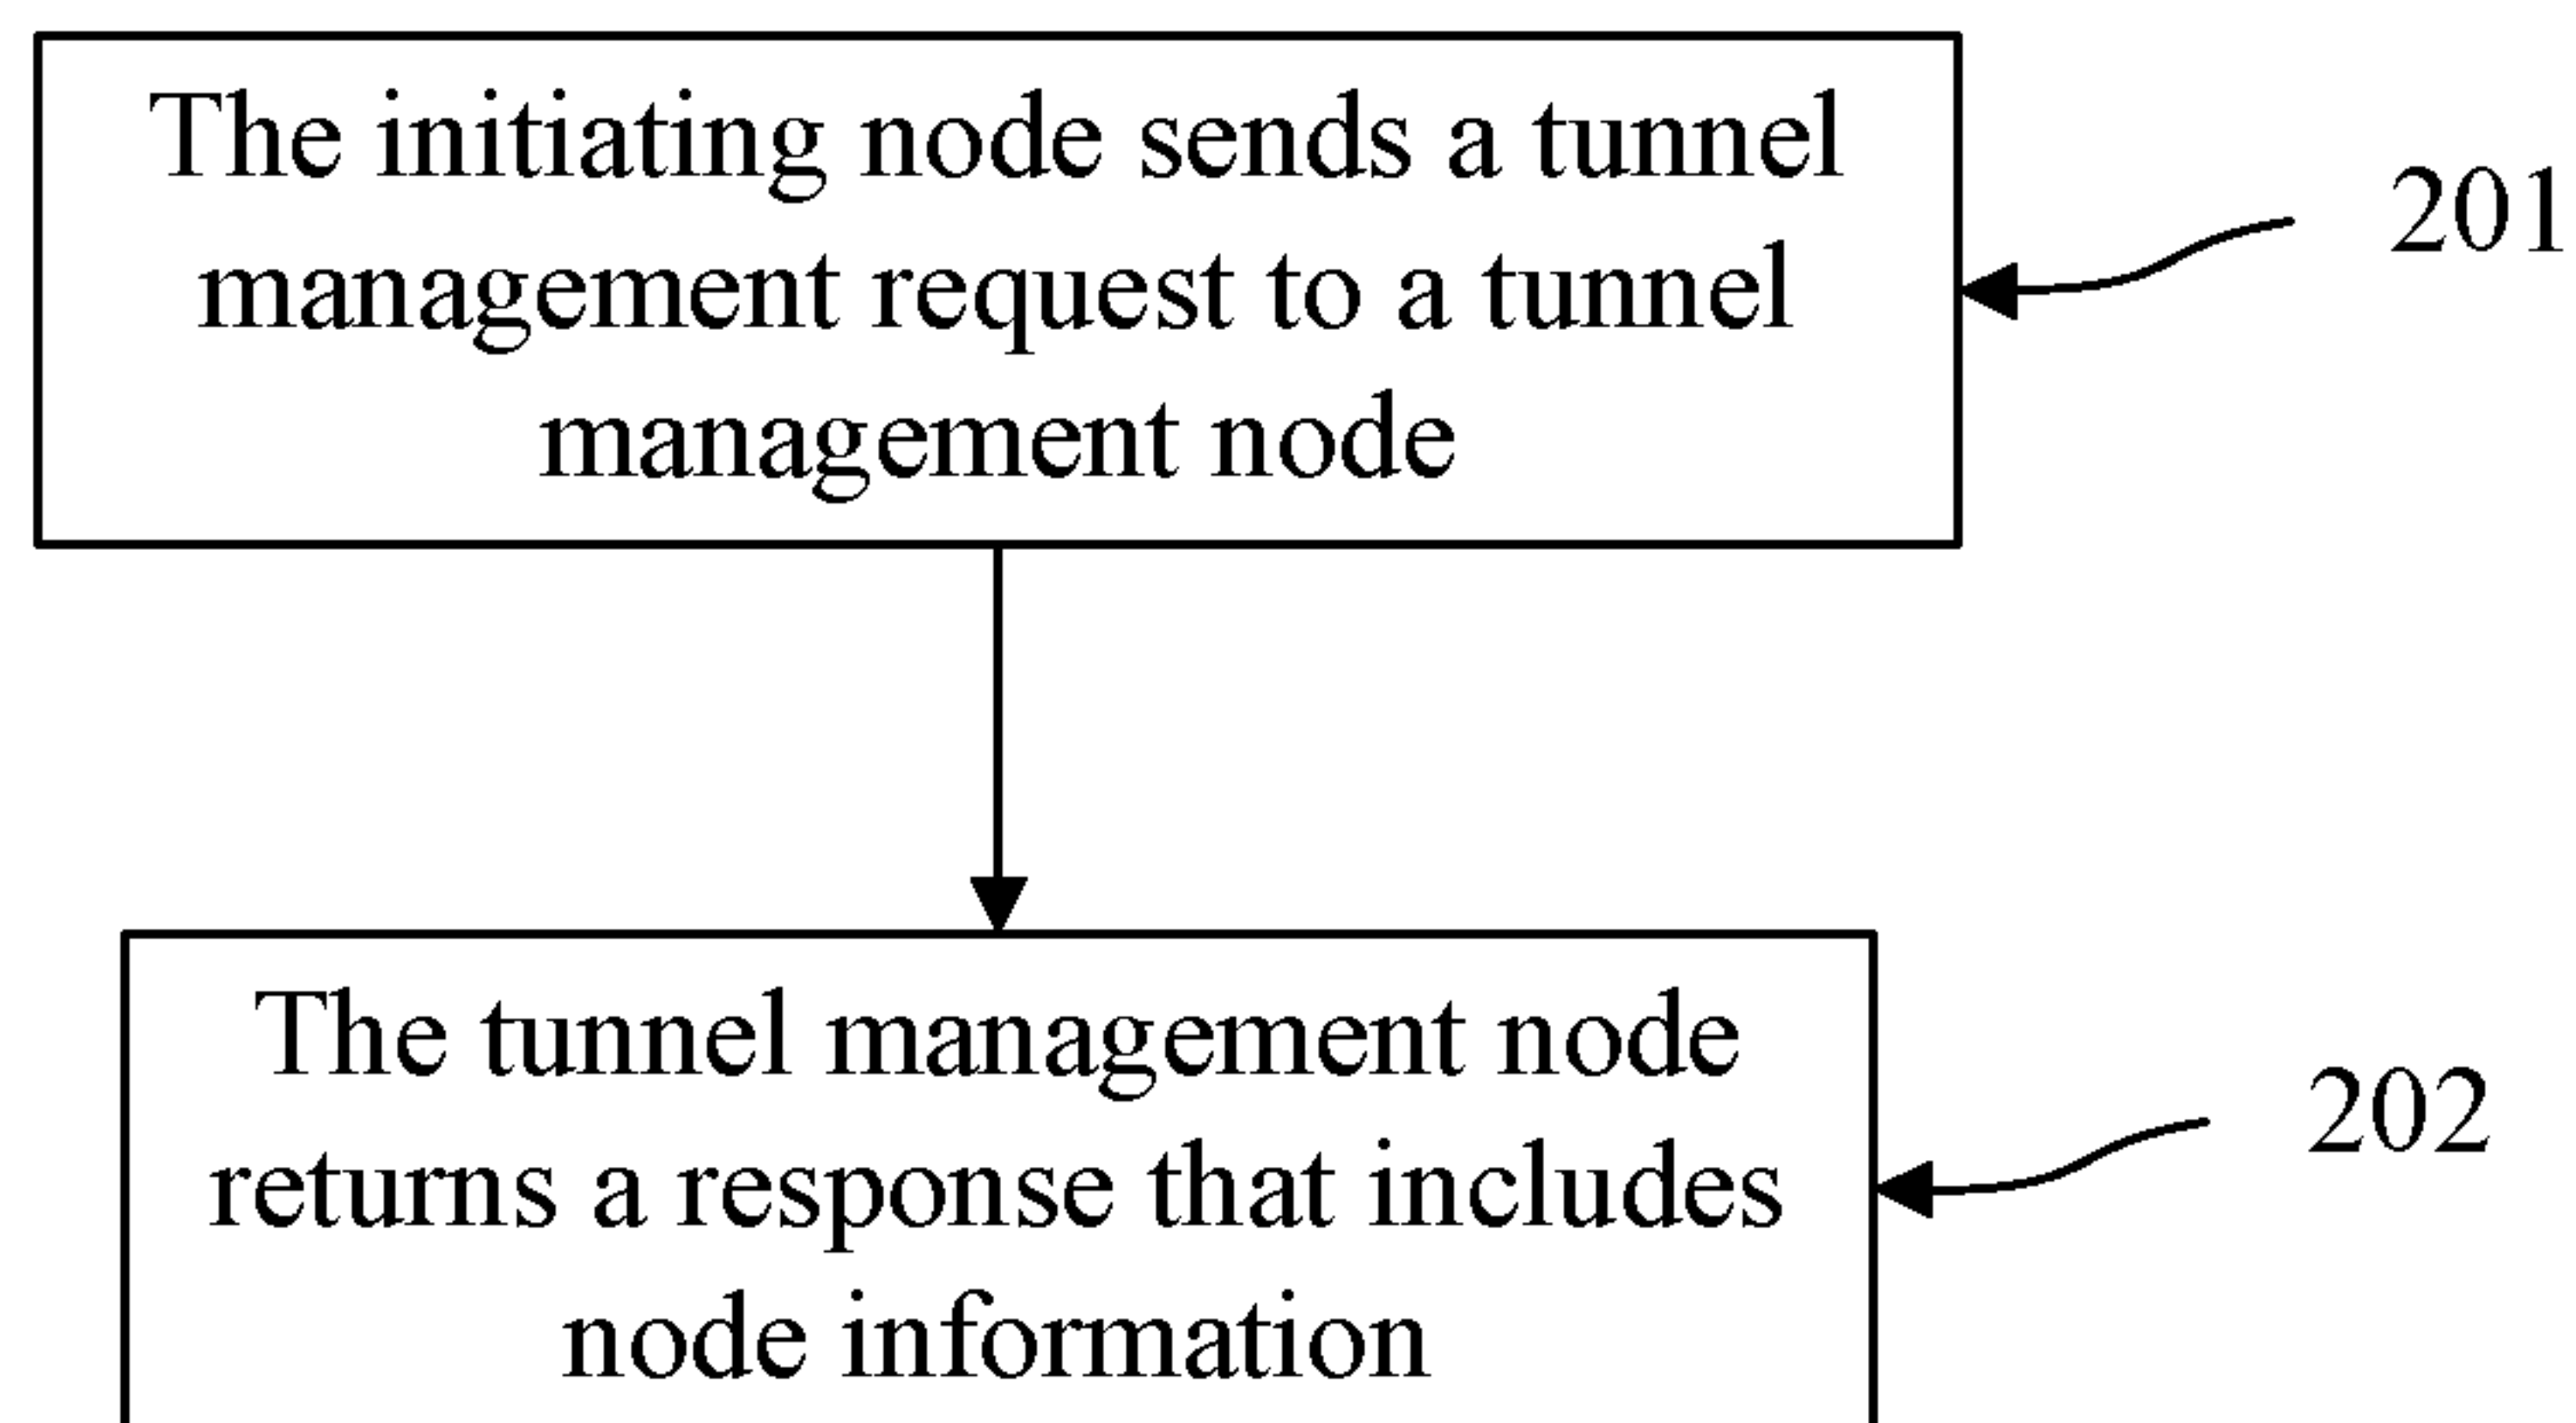 The initiating node sends a tunnel
management request to a tunnel
management node
201
The tunnel management node
returns a response that includes
node information
202